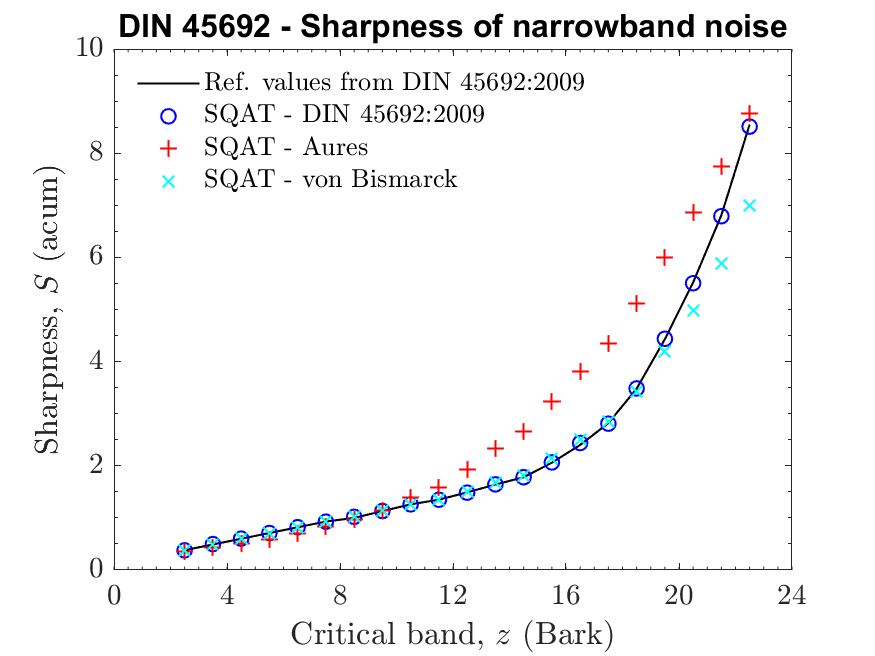 DIN 45692 - Sharpness of narrowband noise
10
8
6
4
2
0
Sharpness, S (acum)
Ref. values from DIN 45692:2009
SQAT - DIN 45692:2009
SQAT - Aures
SQAT - von Bismarck
0 4 8 12 16 20 24
Critical band, z (Bark)